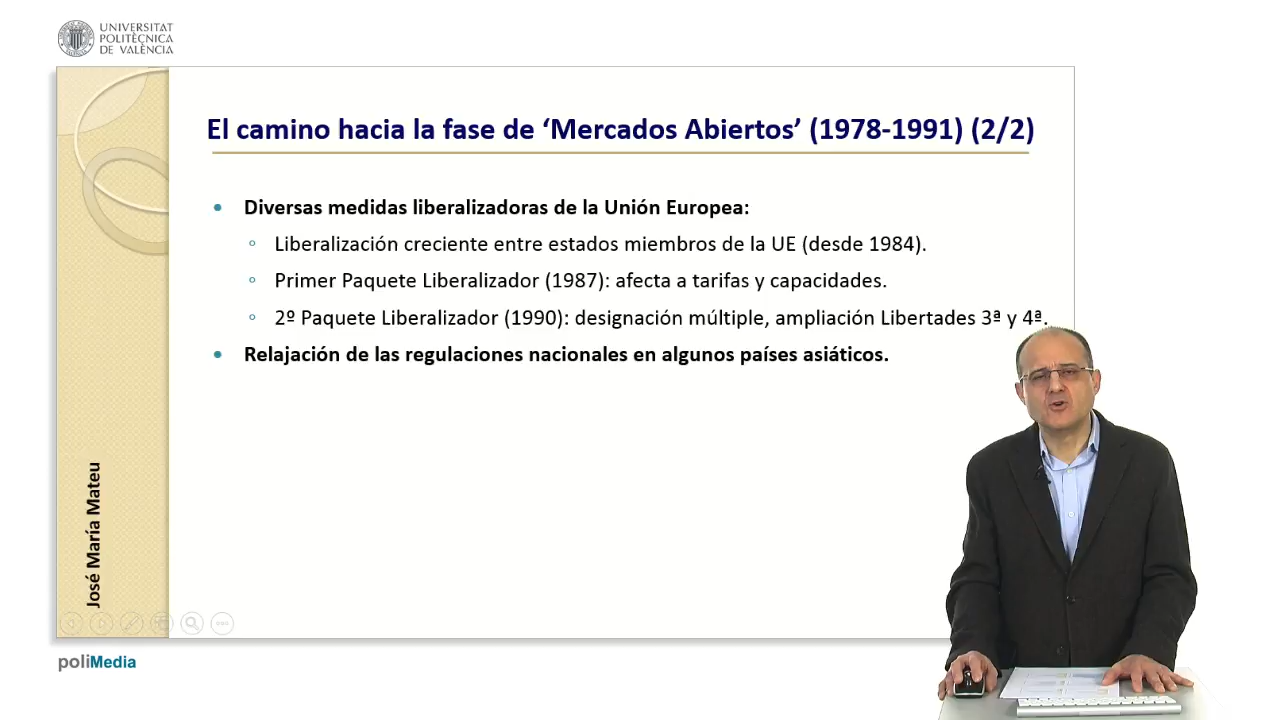 UNIVERSITAT
POLITÈCNICA
DE VALÈNCIA
El camino hacia la fase de ‘Mercados Abiertos’ (1978-1991) (2/2)
• Diversas medidas liberalizadoras de la Unión Europea:
◦ Liberalización creciente entre estados miembros de la UE (desde 1984).
◦ Primer Paquete Liberalizador (1987): afecta a tarifas y capacidades.
◦ 2º Paquete Liberalizador (1990): designación múltiple, ampliación Libertades 3ª y 4ª.
• Relajación de las regulaciones nacionales en algunos países asiáticos.
José María Mateu
poliMedia